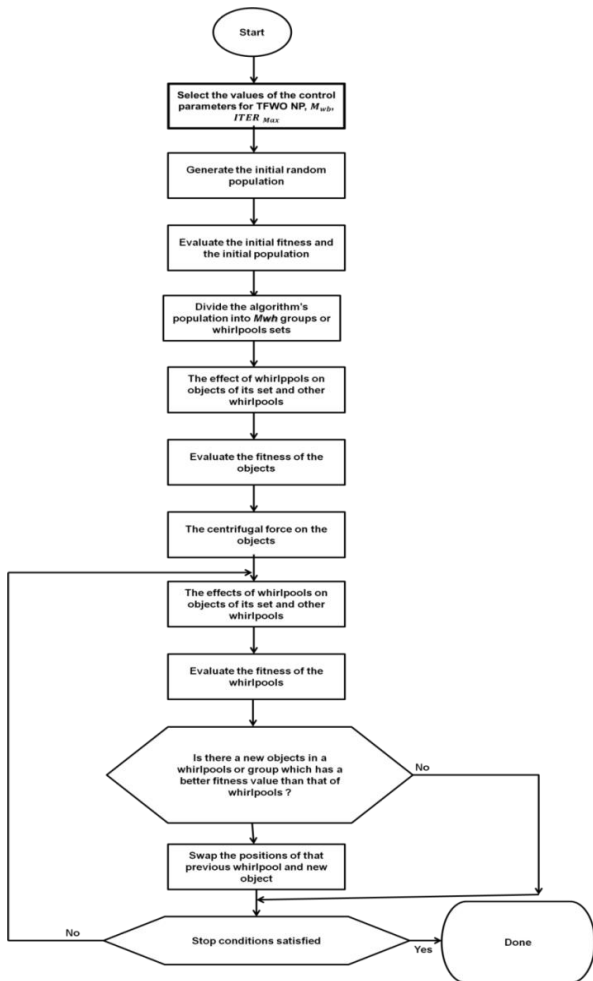 Start
Select the values of the control
parameters for TFWO NP, Mwh,
ITER Max
Generate the initial random
population
Evaluate the initial fitness and
the initial population
Divide the algorithm's
population into Mwh groups or
whirlpools sets
The effect of whirlppols on
objects of its set and other
whirlpools
Evaluate the fitness of the
objects
The centrifugal force on the
objects
The effects of whirlpools on
objects of its set and other
whirlpools
Evaluate the fitness of the
whirlpools
Is there a new objects in a
whirlpools or group which has a
better fitness value than that of
whirlpools ?
No
Swap the positions of that
previous whirlpool and new
object
No
Stop conditions satisfied
Yes
Done